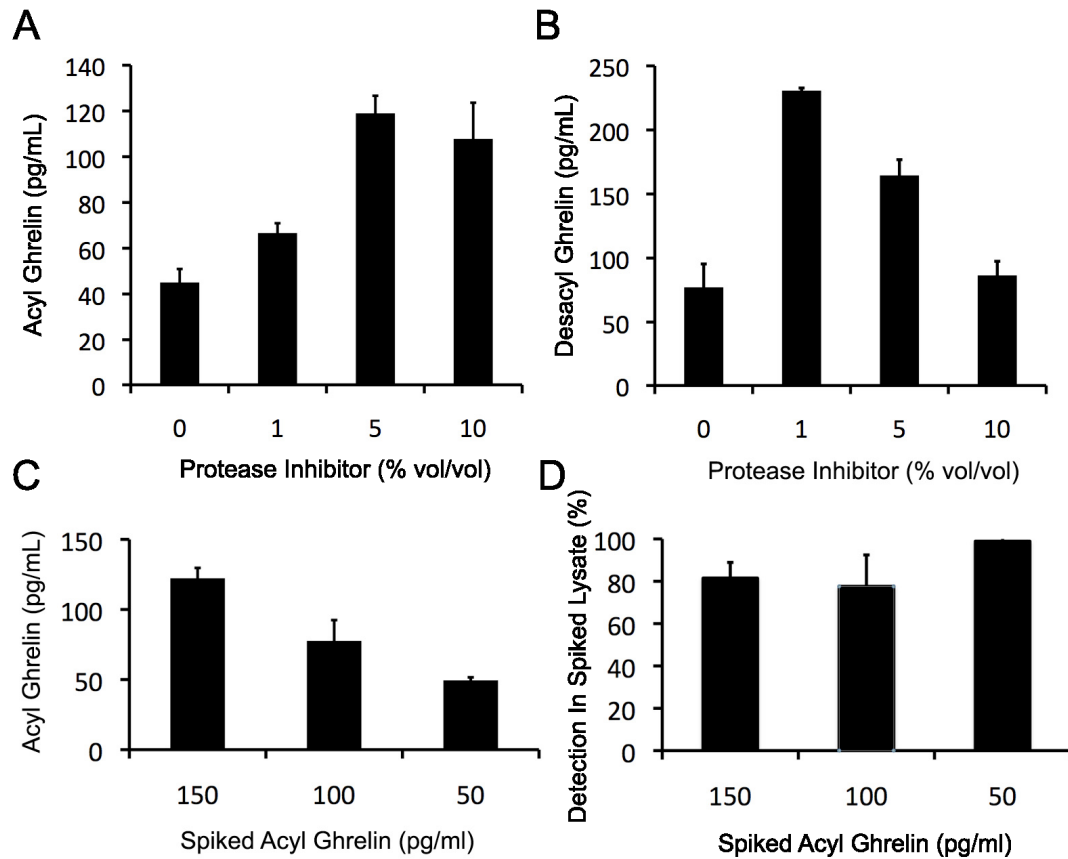 A
Acyl Ghrelin (pg/mL)
140
120
100
80
60
40
20
0
0 1 5 10
Protease Inhibitor (% vol/vol)
B
Desacyl Ghrelin (pg/mL)
250
200
150
100
50
0
0 1 5 10
Protease Inhibitor (% vol/vol)
C
Acyl Ghrelin (pg/mL)
150
100
50
0
150 100 50
Spiked Acyl Ghrelin (pg/ml)
D
Detection In Spiked Lysate (%)
100
80
60
40
20
0
150 100 50
Spiked Acyl Ghrelin (pg/ml)